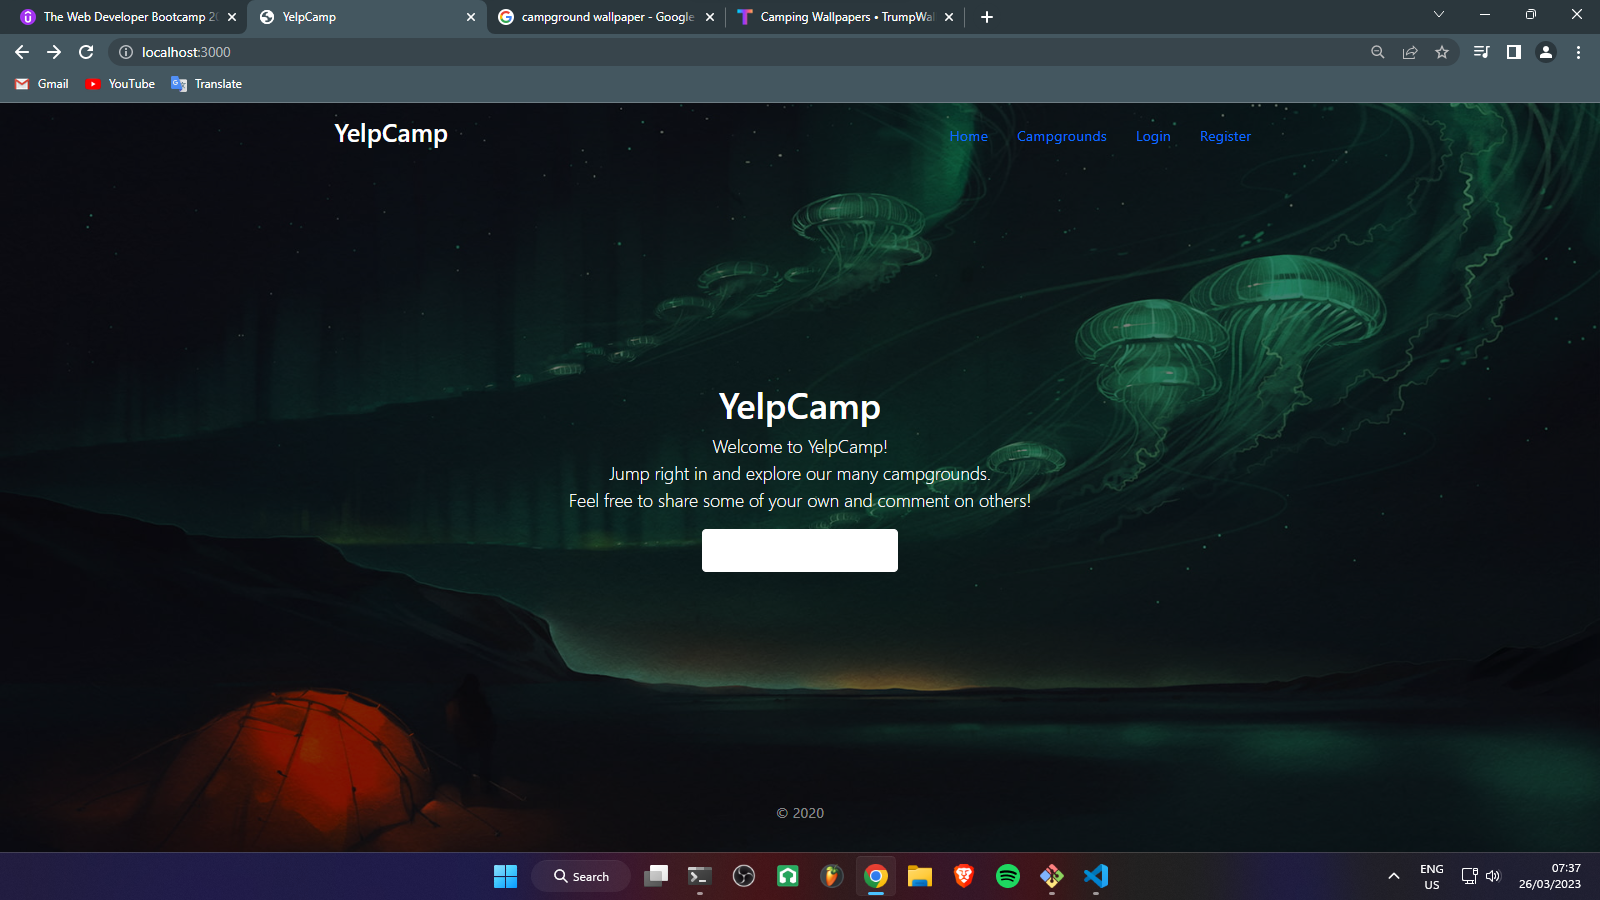 The Web Developer Bootcamp 20
YelpCamp
campground wallpaper - Google
Camping Wallpapers • TrumpWal
localhost:3000
Gmail
YouTube
Translate
YelpCamp
Home
Campgrounds
Login
Register
YelpCamp
Welcome to YelpCamp!
Jump right in and explore our many campgrounds.
Feel free to share some of your own and comment on others!
© 2020
Search
ENG
US
07:37
26/03/2023